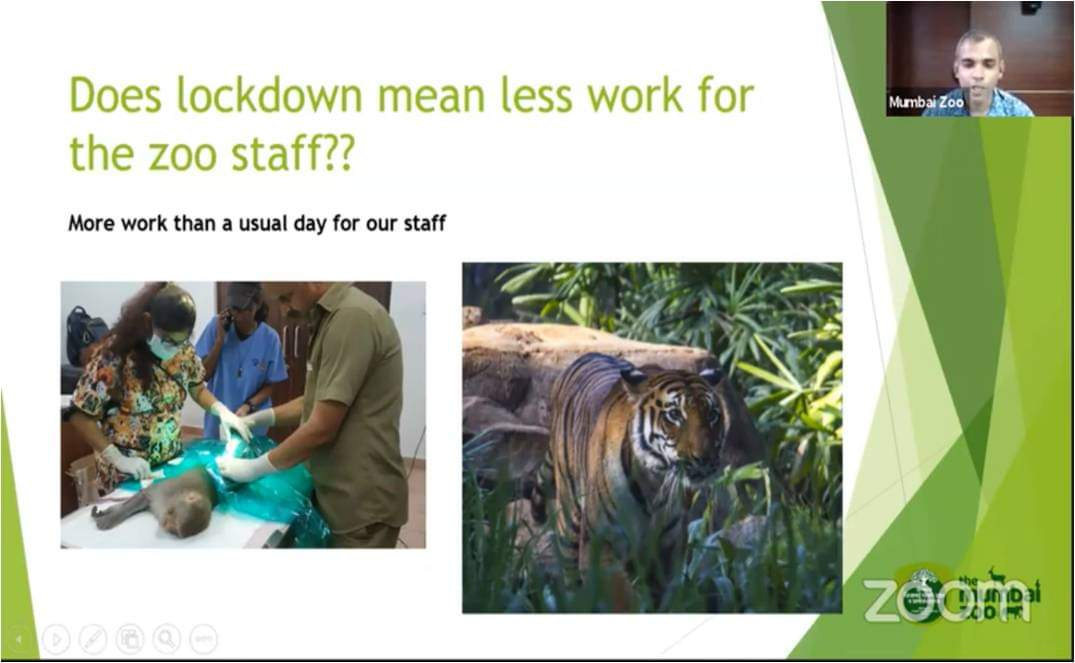 Does lockdown mean less work for
the zoo staff??
More work than a usual day for our staff
Mumbai Zoo
zoom
the
mumbai
zoo